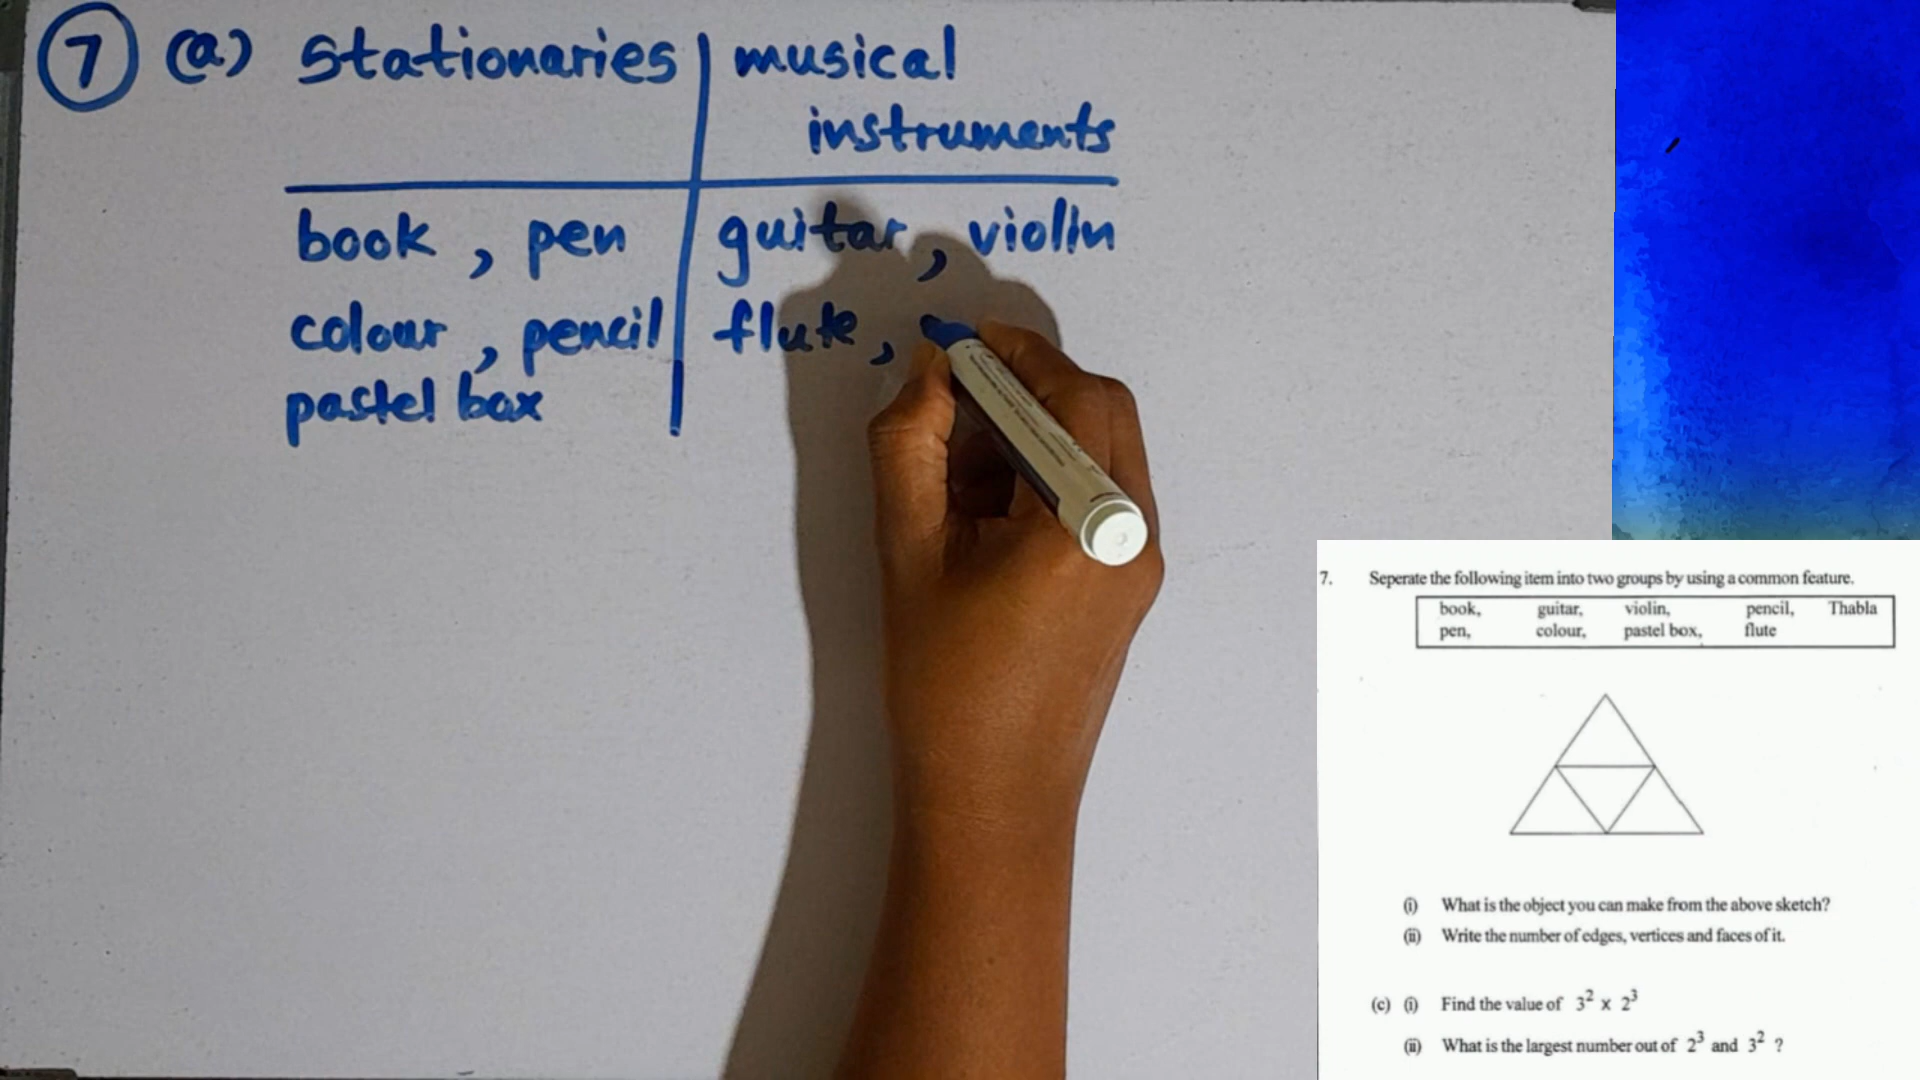 7 (a) stationaries musical
instruments
book , pen guitar , violin
colour , pencil flute ,
pastel box
7. Seperate the following item into two groups by using a common feature.
book, guitar, violin, pencil, Thabla
pen, colour, pastel box, flute
(i) What is the object you can make from the above sketch?
(ii) Write the number of edges, vertices and faces of it.
(c) (i) Find the value of 3² x 2³
(ii) What is the largest number out of 2³ and 3² ?